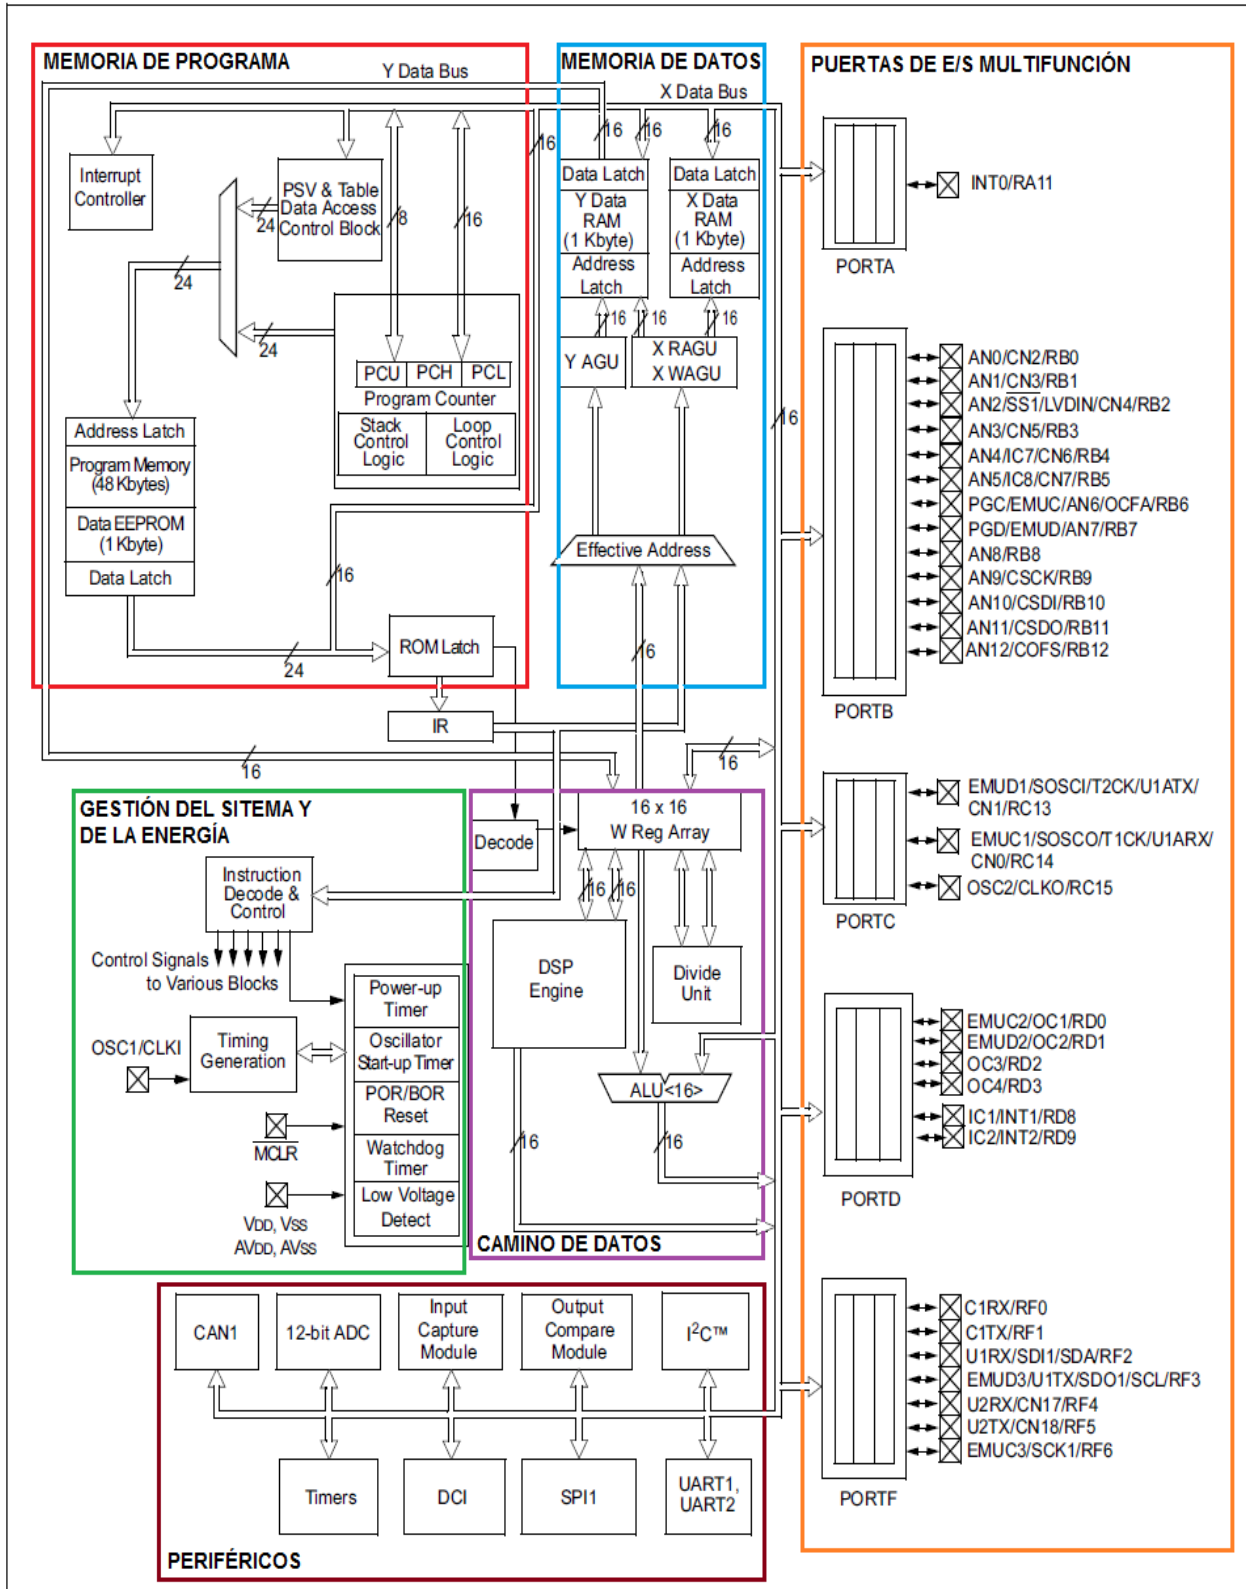 MEMORIA DE PROGRAMA
Y Data Bus
Interrupt
Controller
PSV & Table
Data Access
Control Block
24
8
16
16
24
24
PCU
PCH
PCL
Program Counter
Stack
Control
Logic
Loop
Control
Logic
Address Latch
Program Memory
(48 Kbytes)
Data EEPROM
(1 Kbyte)
Data Latch
16
24
ROM Latch
IR
16
MEMORIA DE DATOS
X Data Bus
16
16
16
Data Latch
Y Data
RAM
(1 Kbyte)
Address
Latch
Data Latch
X Data
RAM
(1 Kbyte)
Address
Latch
16
16
16
Y AGU
X RAGU
X WAGU
Effective Address
6
16
16
GESTIÓN DEL SITEMA Y
DE LA ENERGÍA
Instruction
Decode &
Control
Control Signals
to Various Blocks
Power-up
Timer
OSC1/CLKI
Timing
Generation
Oscillator
Start-up Timer
POR/BOR
Reset
MCLR
Watchdog
Timer
Low Voltage
Detect
VDD, VSS
AVDD, AVSS
Decode
16 x 16
W Reg Array
16
16
DSP
Engine
Divide
Unit
ALU<16>
16
16
CAMINO DE DATOS
CAN1
12-bit ADC
Input
Capture
Module
Output
Compare
Module
I2C™
Timers
DCI
SPI1
UART1,
UART2
PERIFÉRICOS
PUERTAS DE E/S MULTIFUNCIÓN
INT0/RA11
PORTA
AN0/CN2/RB0
AN1/CN3/RB1
AN2/SS1/LVDIN/CN4/RB2
AN3/CN5/RB3
AN4/IC7/CN6/RB4
AN5/IC8/CN7/RB5
PGC/EMUC/AN6/OCFA/RB6
PGD/EMUD/AN7/RB7
AN8/RB8
AN9/CSCK/RB9
AN10/CSDI/RB10
AN11/CSDO/RB11
AN12/COFS/RB12
PORTB
EMUD1/SOSCI/T2CK/U1ATX/
CN1/RC13
EMUC1/SOSCO/T1CK/U1ARX/
CN0/RC14
OSC2/CLKO/RC15
PORTC
EMUC2/OC1/RD0
EMUD2/OC2/RD1
OC3/RD2
OC4/RD3
IC1/INT1/RD8
IC2/INT2/RD9
PORTD
C1RX/RF0
C1TX/RF1
U1RX/SDI1/SDA/RF2
EMUD3/U1TX/SDO1/SCL/RF3
U2RX/CN17/RF4
U2TX/CN18/RF5
EMUC3/SCK1/RF6
PORTF